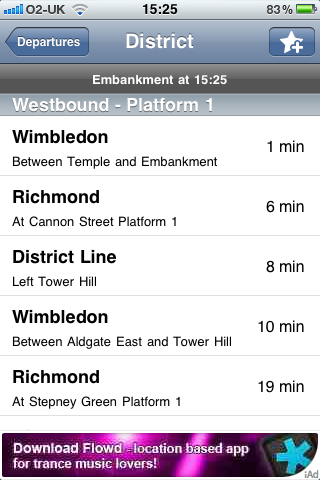 O2-UK 15:25 83%
Departures District
Embankment at 15:25
Westbound - Platform 1
Wimbledon
1 min
Between Temple and Embankment
Richmond
6 min
At Cannon Street Platform 1
District Line
8 min
Left Tower Hill
Wimbledon
10 min
Between Aldgate East and Tower Hill
Richmond
19 min
At Stepney Green Platform 1
Download Flowd - location based app
for trance music lovers!
iAd